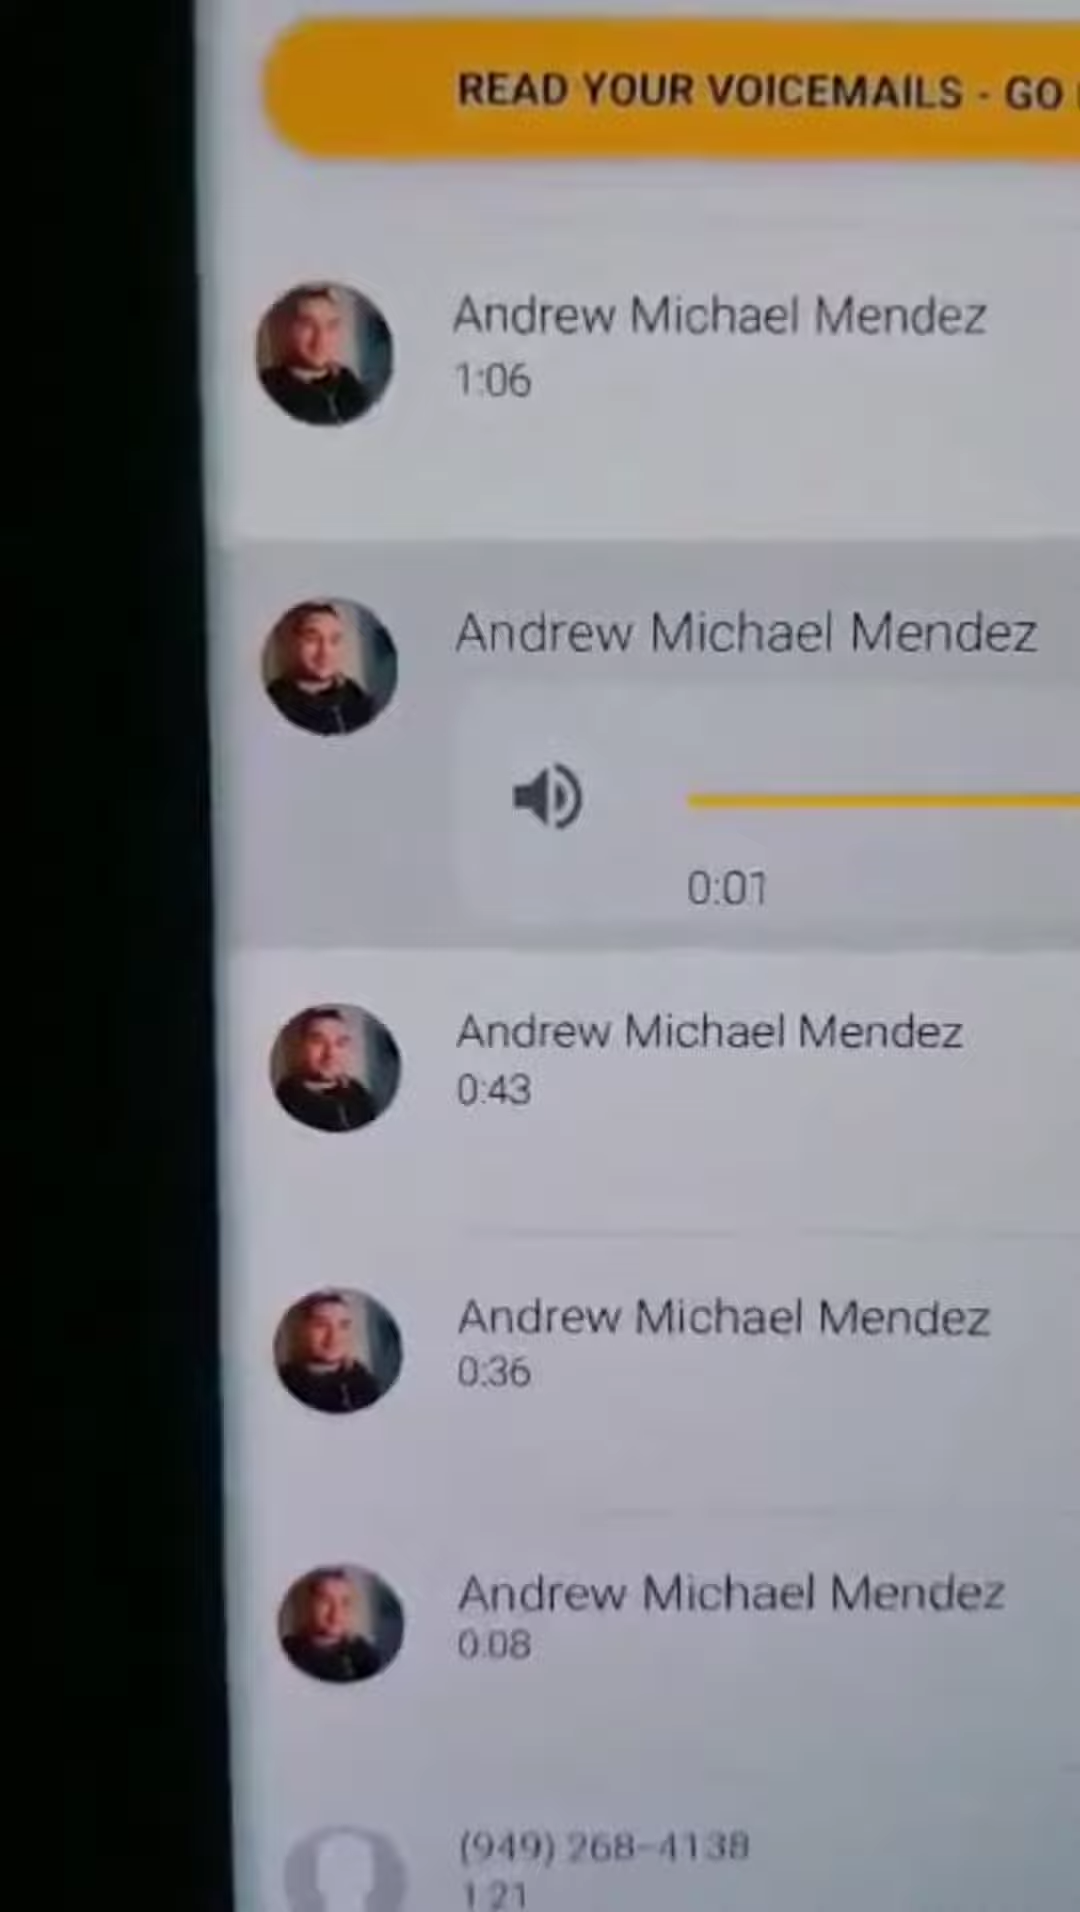 READ YOUR VOICEMAILS - GO
Andrew Michael Mendez
1:06
Andrew Michael Mendez
0:01
Andrew Michael Mendez
0:43
Andrew Michael Mendez
0:36
Andrew Michael Mendez
0:08
(949) 268-4138
1:21